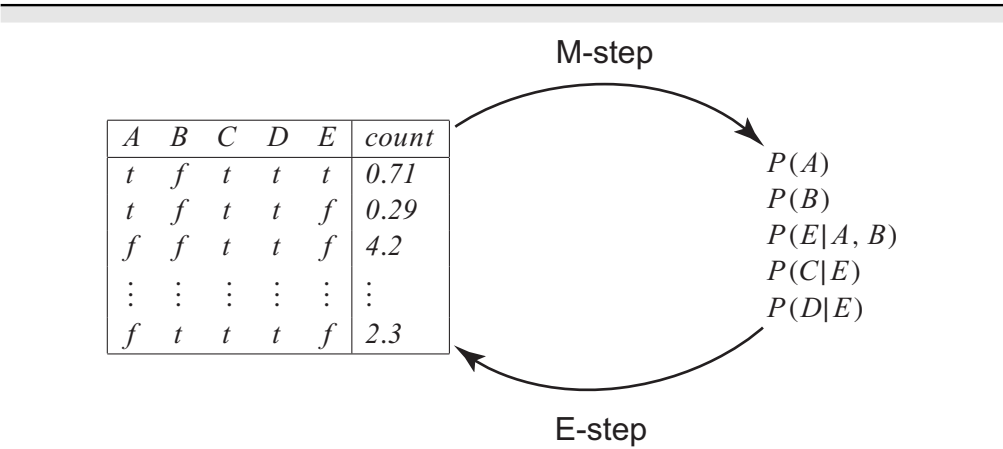 M-step
A B C D E count
t f t t t 0.71
t f t t f 0.29
f f t t f 4.2
⋮ ⋮ ⋮ ⋮ ⋮ ⋮
f t t t f 2.3
P(A)
P(B)
P(E|A, B)
P(C|E)
P(D|E)
E-step